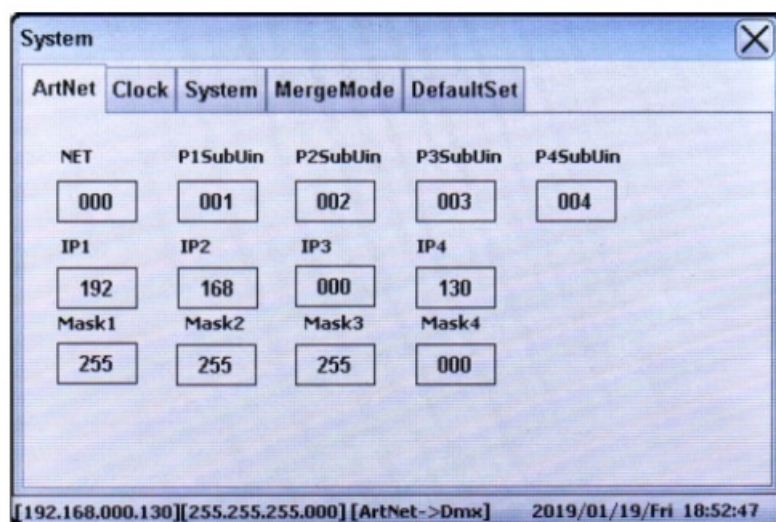 System
ArtNet Clock System MergeMode DefaultSet
NET P1SubUin P2SubUin P3SubUin P4SubUin
000 001 002 003 004
IP1 IP2 IP3 IP4
192 168 000 130
Mask1 Mask2 Mask3 Mask4
255 255 255 000
[192.168.000.130][255.255.255.000] [ArtNet->Dmx] 2019/01/19/Fri 18:52:47